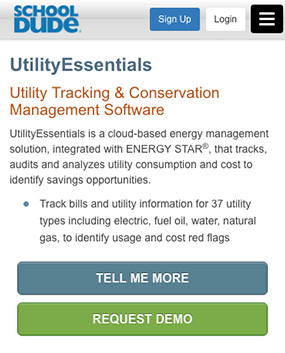 SCHOOL
DUDE
Sign Up
Login
UtilityEssentials
Utility Tracking & Conservation
Management Software
UtilityEssentials is a cloud-based energy management
solution, integrated with ENERGY STAR®, that tracks,
audits and analyzes utility consumption and cost to
identify savings opportunities.
Track bills and utility information for 37 utility
types including electric, fuel oil, water, natural
gas, to identify usage and cost red flags
TELL ME MORE
REQUEST DEMO